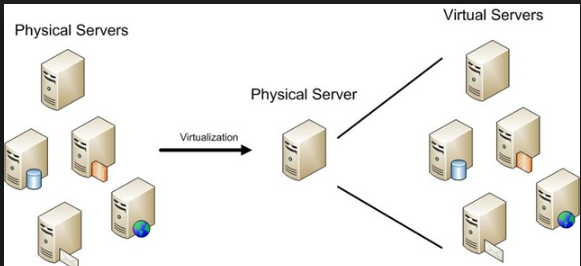 Physical Servers
Virtualization
Physical Server
Virtual Servers